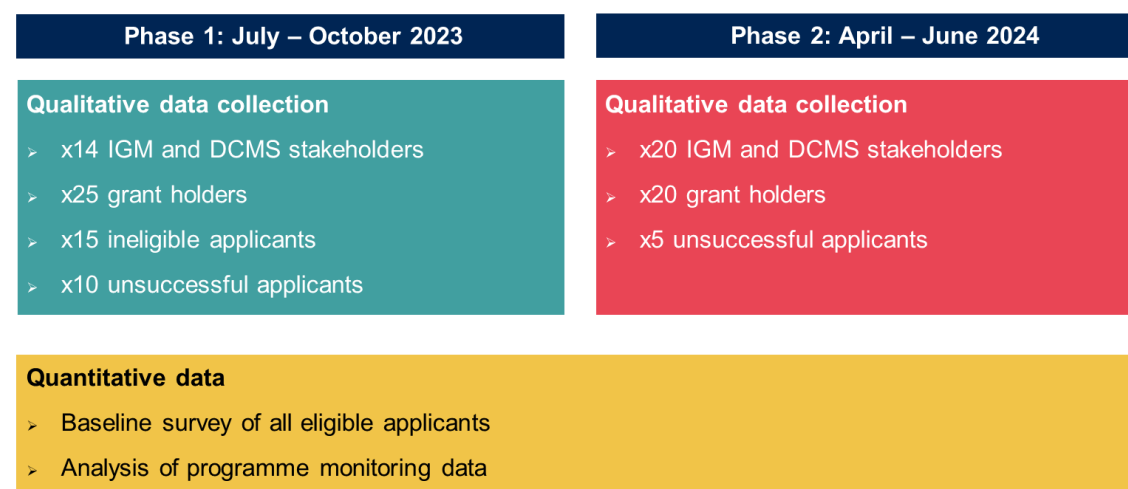 Phase 1: July – October 2023
Qualitative data collection
x14 IGM and DCMS stakeholders
x25 grant holders
x15 ineligible applicants
x10 unsuccessful applicants
Phase 2: April – June 2024
Qualitative data collection
x20 IGM and DCMS stakeholders
x20 grant holders
x5 unsuccessful applicants
Quantitative data
Baseline survey of all eligible applicants
Analysis of programme monitoring data